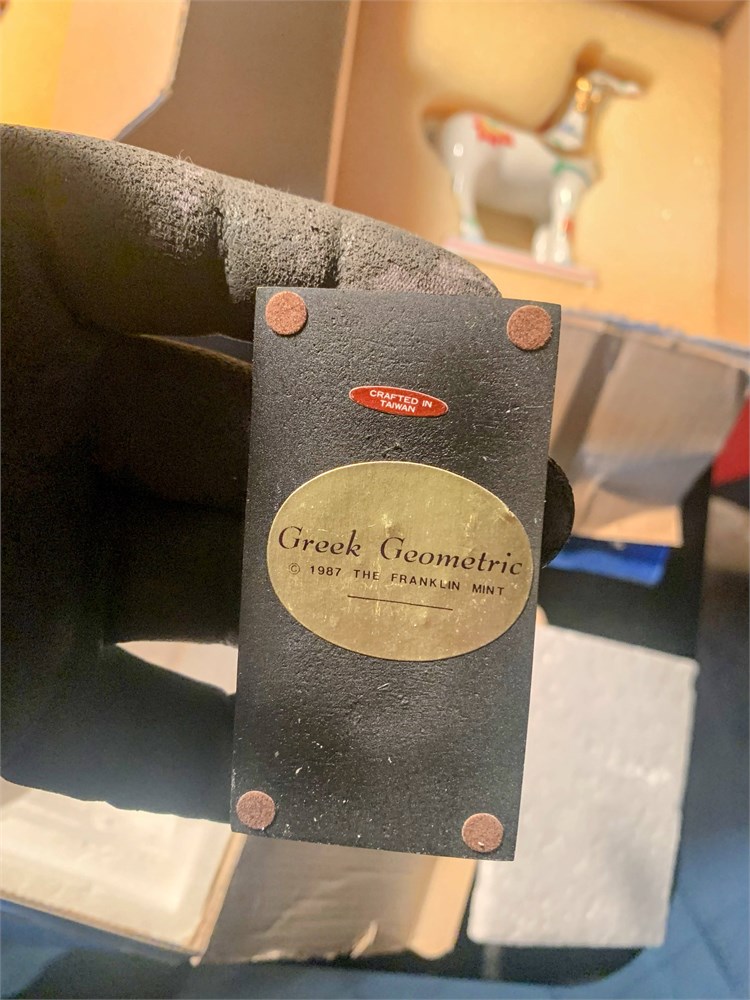 CRAFTED IN
TAIWAN
Greek Geometric
© 1987 THE FRANKLIN MINT